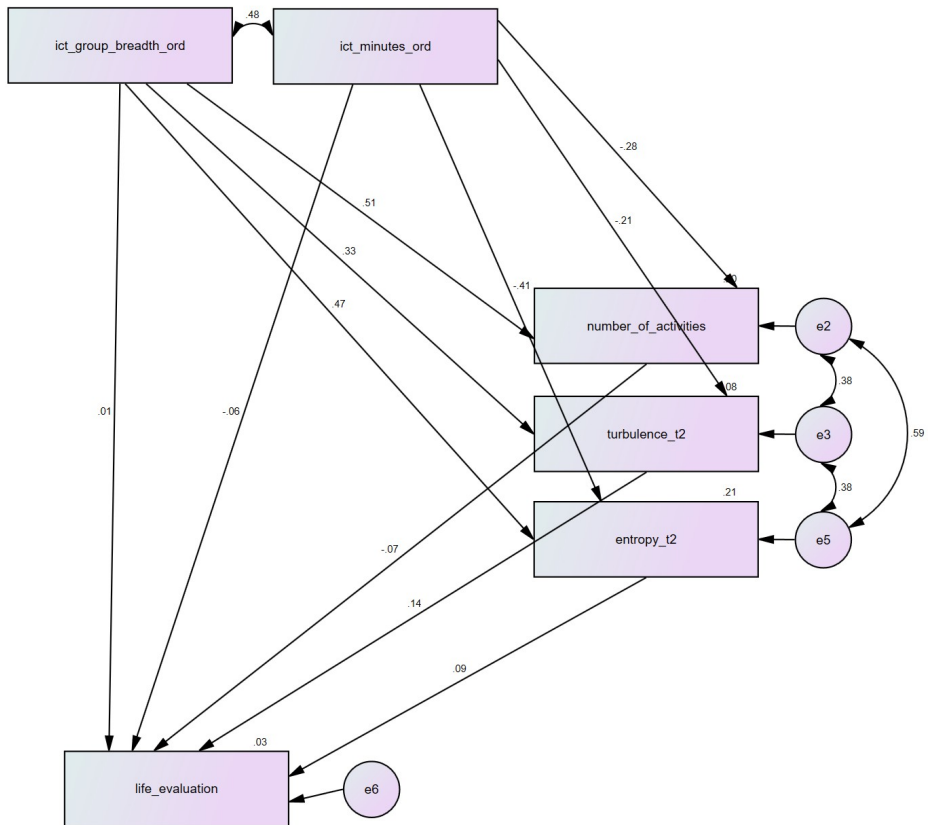 .48
ict_group_breadth_ord
ict_minutes_ord
-.28
.51
-.21
.33
-.41
.47
number_of_activities
e2
.38
.08
.01
-.06
turbulence_t2
e3
.59
.38
.21
entropy_t2
e5
-.07
.14
.09
.03
life_evaluation
e6